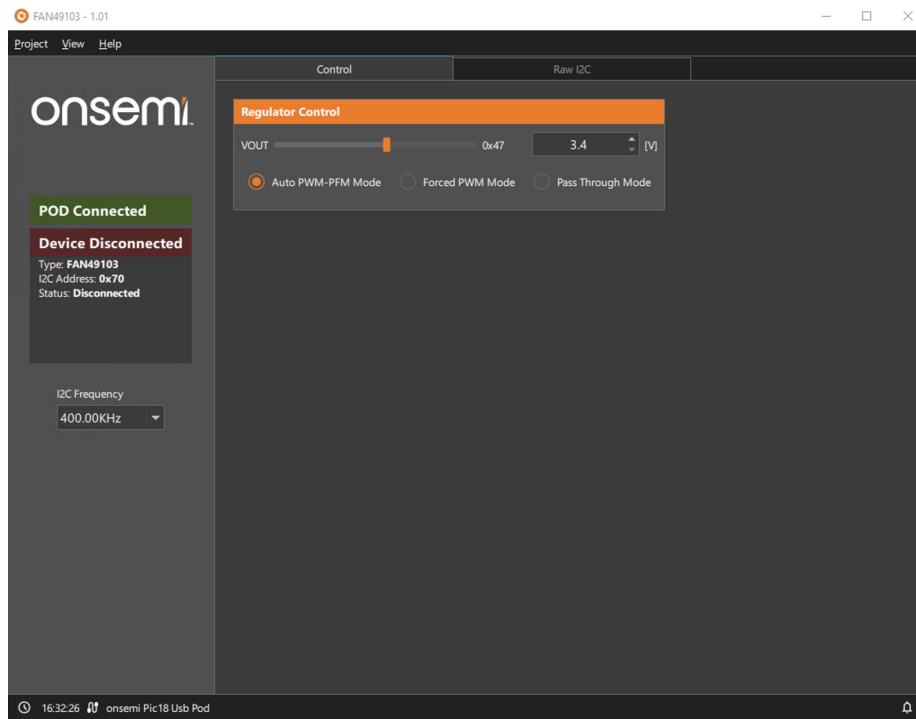 FAN49103 - 1.01
Project View Help
Control Raw I2C
onsemi
Regulator Control
VOUT 0x47 3.4 [V]
Auto PWM-PFM Mode Forced PWM Mode Pass Through Mode
POD Connected
Device Disconnected
Type: FAN49103
I2C Address: 0x70
Status: Disconnected
I2C Frequency
400.00KHz
16:32:26 onsemi Pic18 Usb Pod